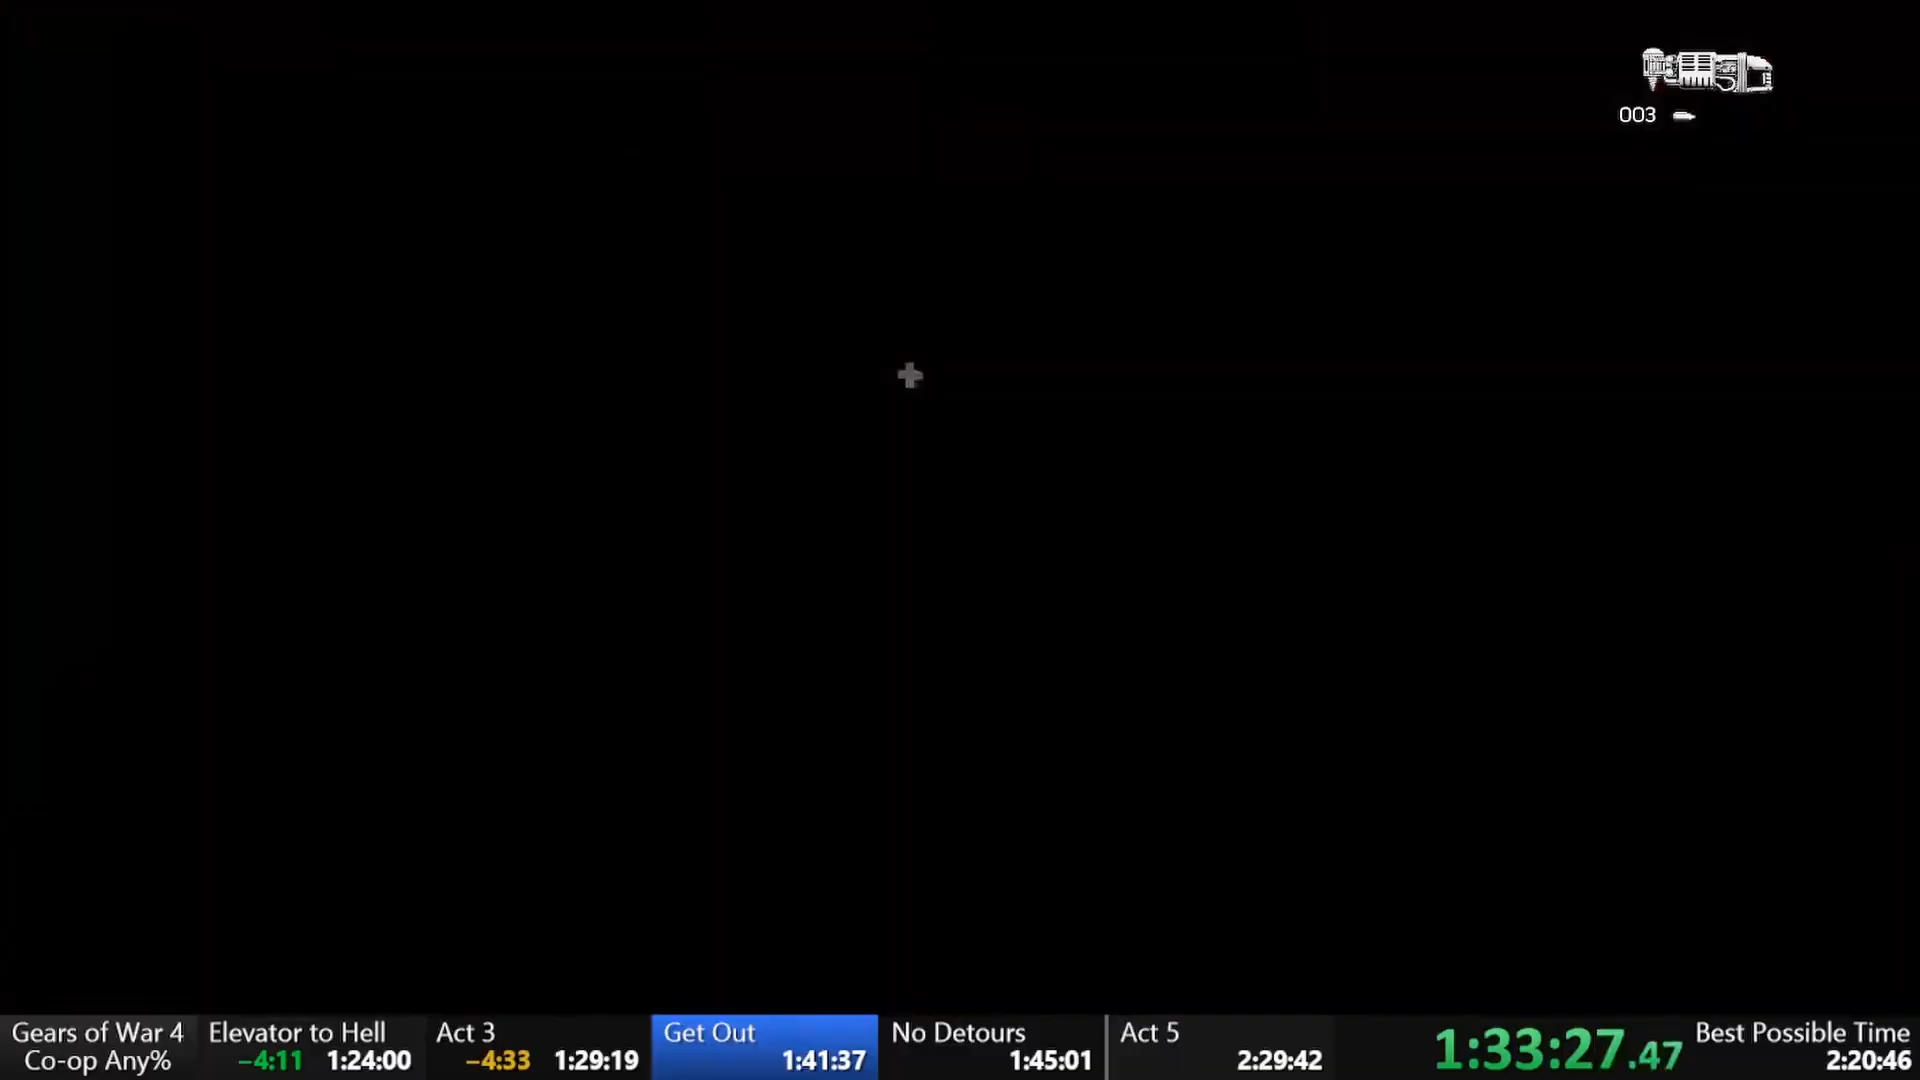 003
Gears of War 4
Co-op Any%
Elevator to Hell
−4:11 1:24:00
Act 3
−4:33 1:29:19
Get Out
1:41:37
No Detours
1:45:01
Act 5
2:29:42
1:33:27.47
Best Possible Time
2:20:46